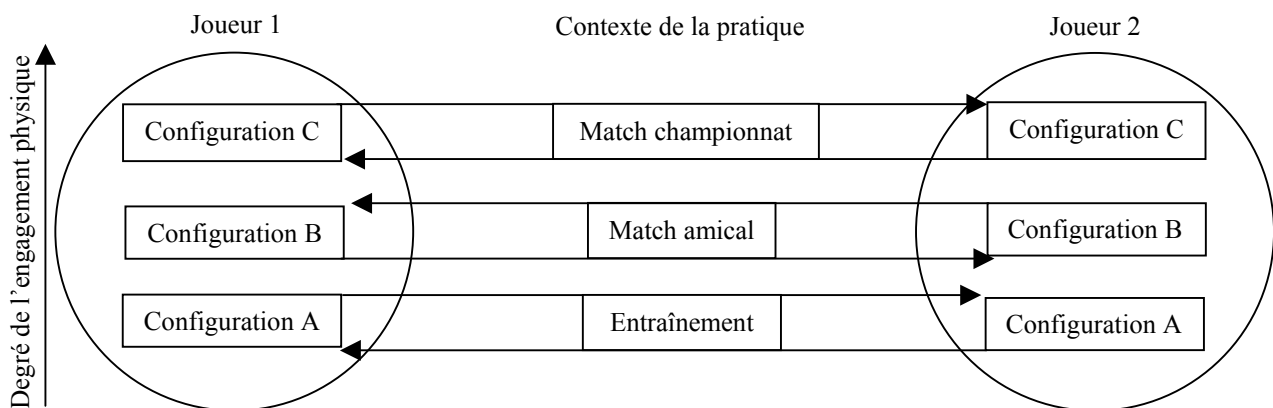 Joueur 1
Contexte de la pratique
Joueur 2
Degré de l’engagement physique
Configuration C
Match championnat
Configuration C
Configuration B
Match amical
Configuration B
Configuration A
Entraînement
Configuration A